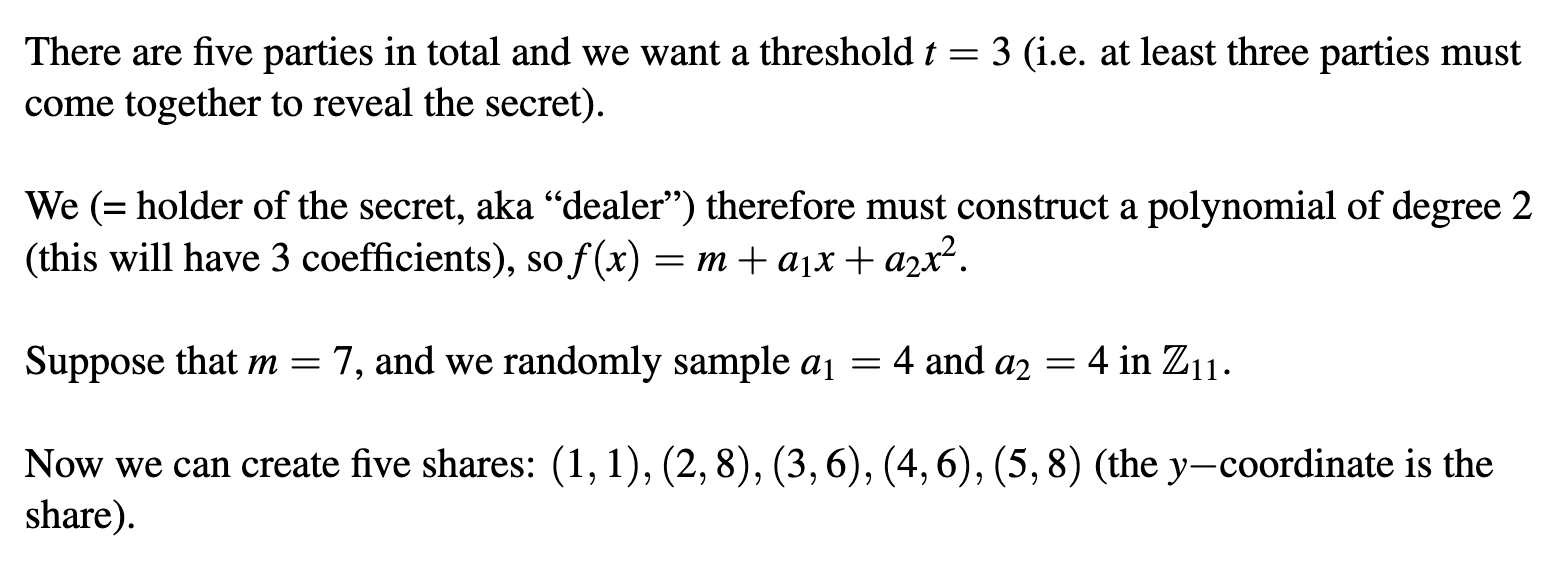 There are five parties in total and we want a threshold t = 3 (i.e. at least three parties must
come together to reveal the secret).
We (= holder of the secret, aka “dealer”) therefore must construct a polynomial of degree 2
(this will have 3 coefficients), so f(x) = m + a₁x + a₂x².
Suppose that m = 7, and we randomly sample a₁ = 4 and a₂ = 4 in ℤ₁₁.
Now we can create five shares: (1, 1), (2, 8), (3, 6), (4, 6), (5, 8) (the y−coordinate is the
share).